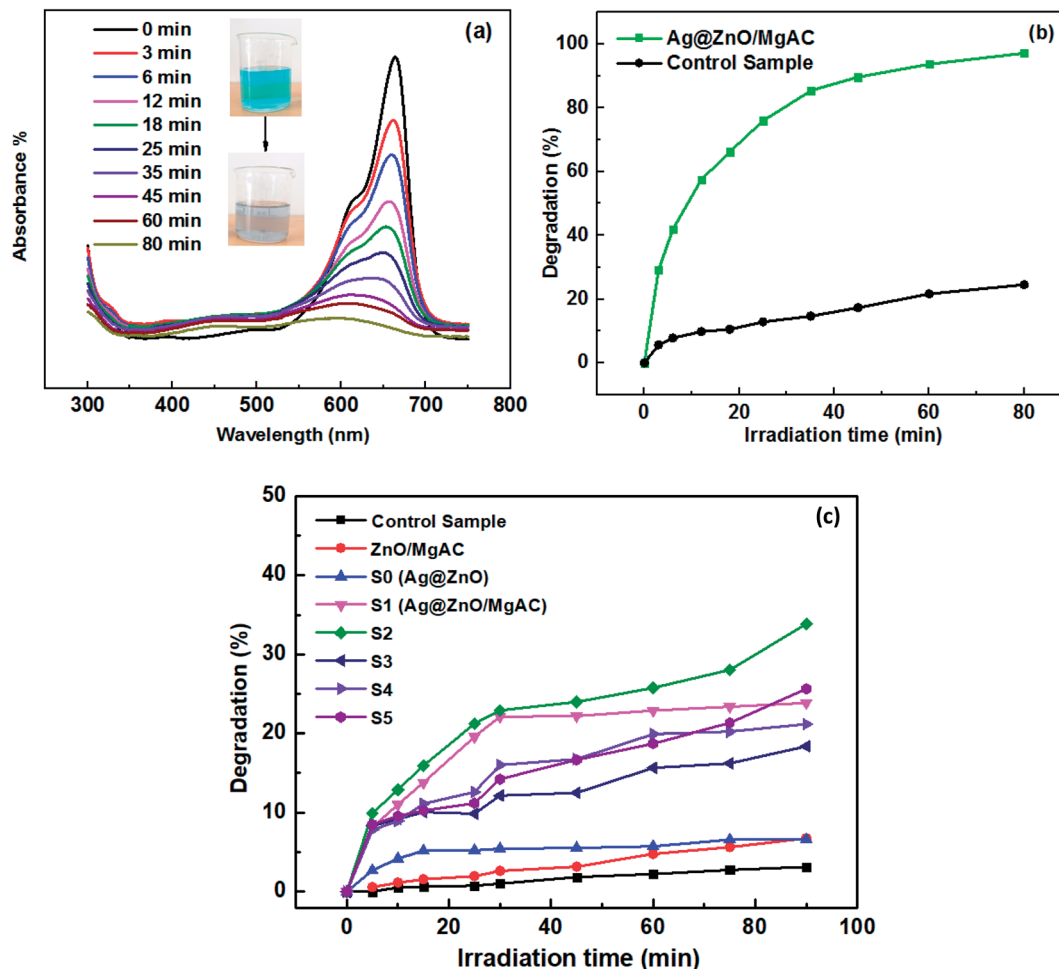 (a)
0 min
3 min
6 min
12 min
18 min
25 min
35 min
45 min
60 min
80 min
Absorbance %
300 400 500 600 700 800
Wavelength (nm)
(b)
Ag@ZnO/MgAC
Control Sample
Degradation (%)
100
80
60
40
20
0
0 20 40 60 80
Irradiation time (min)
(c)
Control Sample
ZnO/MgAC
S0 (Ag@ZnO)
S1 (Ag@ZnO/MgAC)
S2
S3
S4
S5
Degradation (%)
50
40
30
20
10
0
0 20 40 60 80 100
Irradiation time (min)